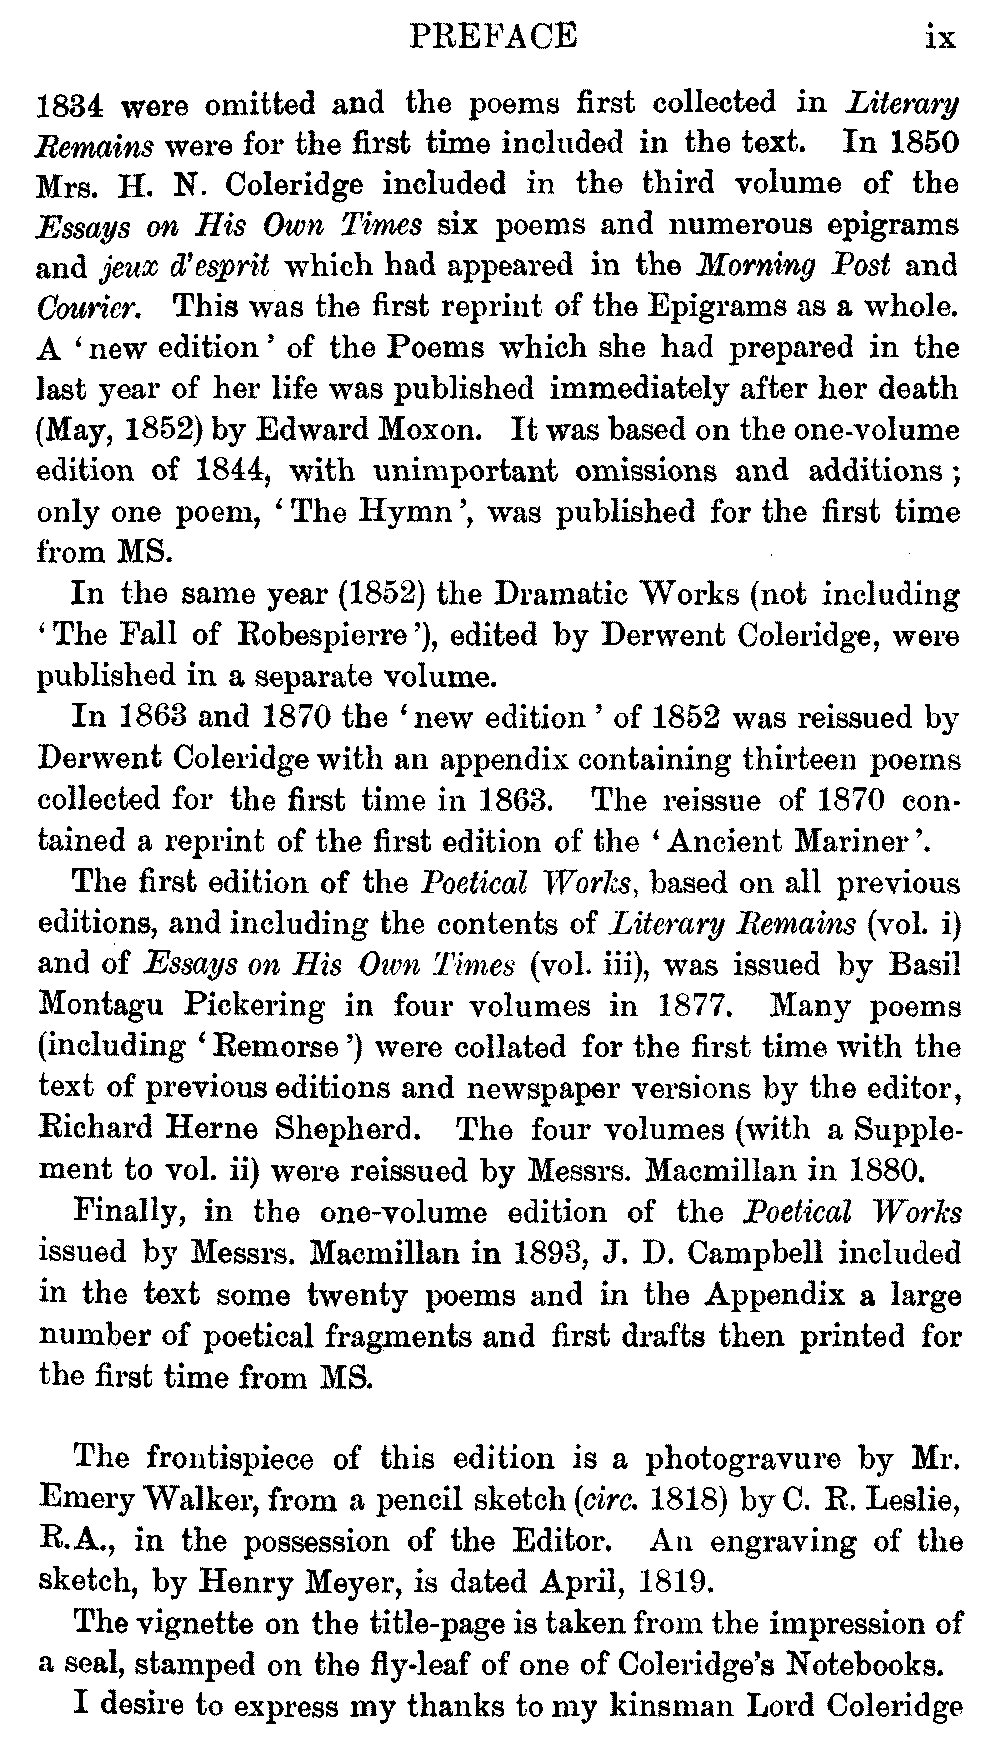 PREFACE ix
1834 were omitted and the poems first collected in Literary
Remains were for the first time included in the text. In 1850
Mrs. H. N. Coleridge included in the third volume of the
Essays on His Own Times six poems and numerous epigrams
and jeux d'esprit which had appeared in the Morning Post and
Courier. This was the first reprint of the Epigrams as a whole.
A ‘new edition’ of the Poems which she had prepared in the
last year of her life was published immediately after her death
(May, 1852) by Edward Moxon. It was based on the one-volume
edition of 1844, with unimportant omissions and additions;
only one poem, ‘The Hymn’, was published for the first time
from MS.
In the same year (1852) the Dramatic Works (not including
‘The Fall of Robespierre’), edited by Derwent Coleridge, were
published in a separate volume.
In 1863 and 1870 the ‘new edition’ of 1852 was reissued by
Derwent Coleridge with an appendix containing thirteen poems
collected for the first time in 1863. The reissue of 1870 con-
tained a reprint of the first edition of the ‘Ancient Mariner’.
The first edition of the Poetical Works, based on all previous
editions, and including the contents of Literary Remains (vol. i)
and of Essays on His Own Times (vol. iii), was issued by Basil
Montagu Pickering in four volumes in 1877. Many poems
(including ‘Remorse’) were collated for the first time with the
text of previous editions and newspaper versions by the editor,
Richard Herne Shepherd. The four volumes (with a Supple-
ment to vol. ii) were reissued by Messrs. Macmillan in 1880.
Finally, in the one-volume edition of the Poetical Works
issued by Messrs. Macmillan in 1893, J. D. Campbell included
in the text some twenty poems and in the Appendix a large
number of poetical fragments and first drafts then printed for
the first time from MS.
The frontispiece of this edition is a photogravure by Mr.
Emery Walker, from a pencil sketch (circ. 1818) by C. R. Leslie,
R.A., in the possession of the Editor. An engraving of the
sketch, by Henry Meyer, is dated April, 1819.
The vignette on the title-page is taken from the impression of
a seal, stamped on the fly-leaf of one of Coleridge's Notebooks.
I desire to express my thanks to my kinsman Lord Coleridge